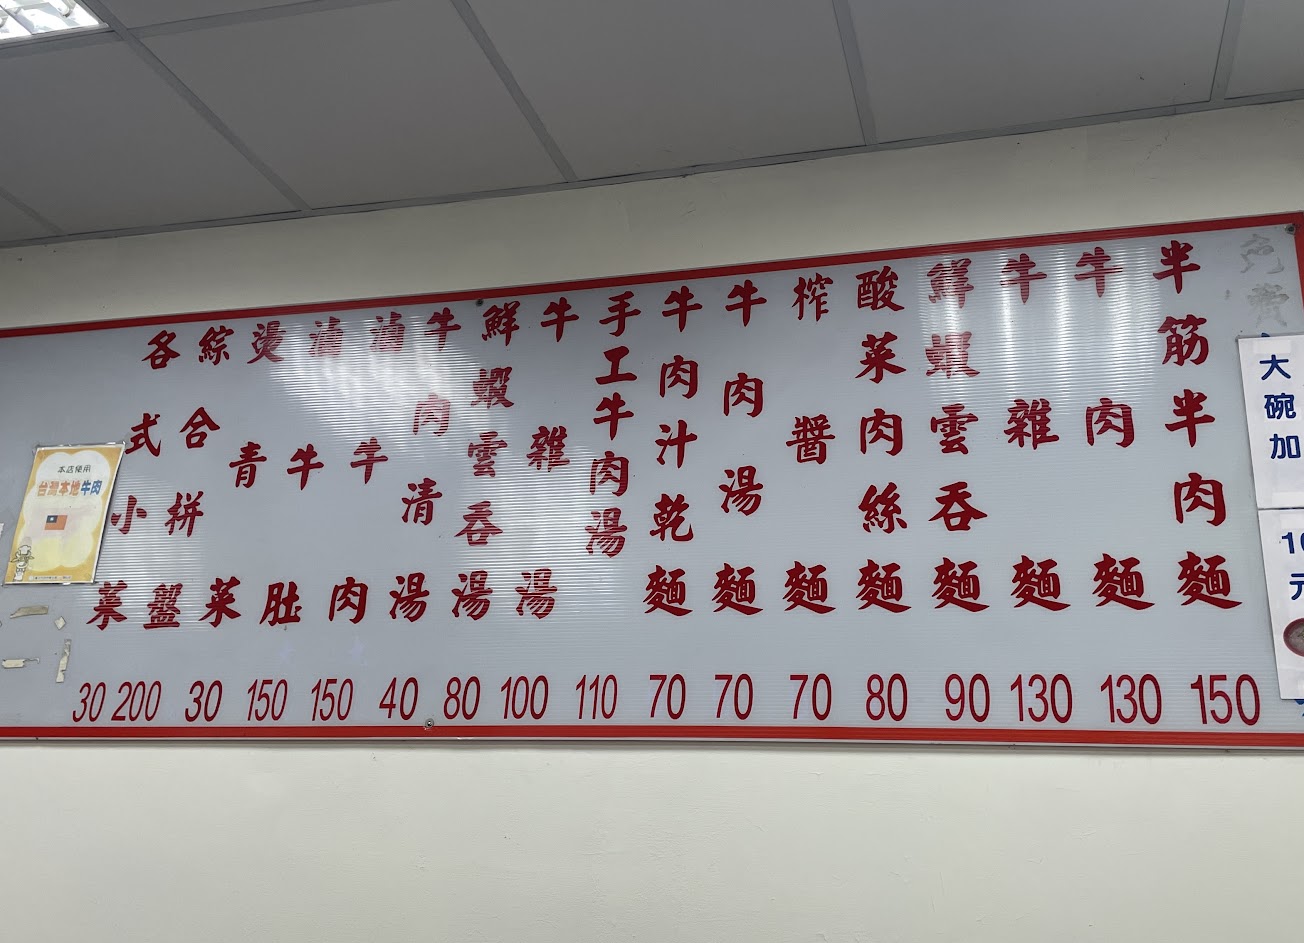 大碗加
元
半筋半肉麵 150
牛肉麵 130
牛雜麵 130
鮮蝦雲吞麵 90
酸菜肉絲麵 80
榨醬麵 70
牛肉湯麵 70
牛肉汁乾麵 70
手工牛肉湯 110
牛雜湯 100
鮮蝦雲吞湯 80
牛肉清湯 40
滷牛肉 150
滷牛肚 150
燙青菜 30
綜合拼盤 200
各式小菜 30
本店使用
台灣本地牛肉